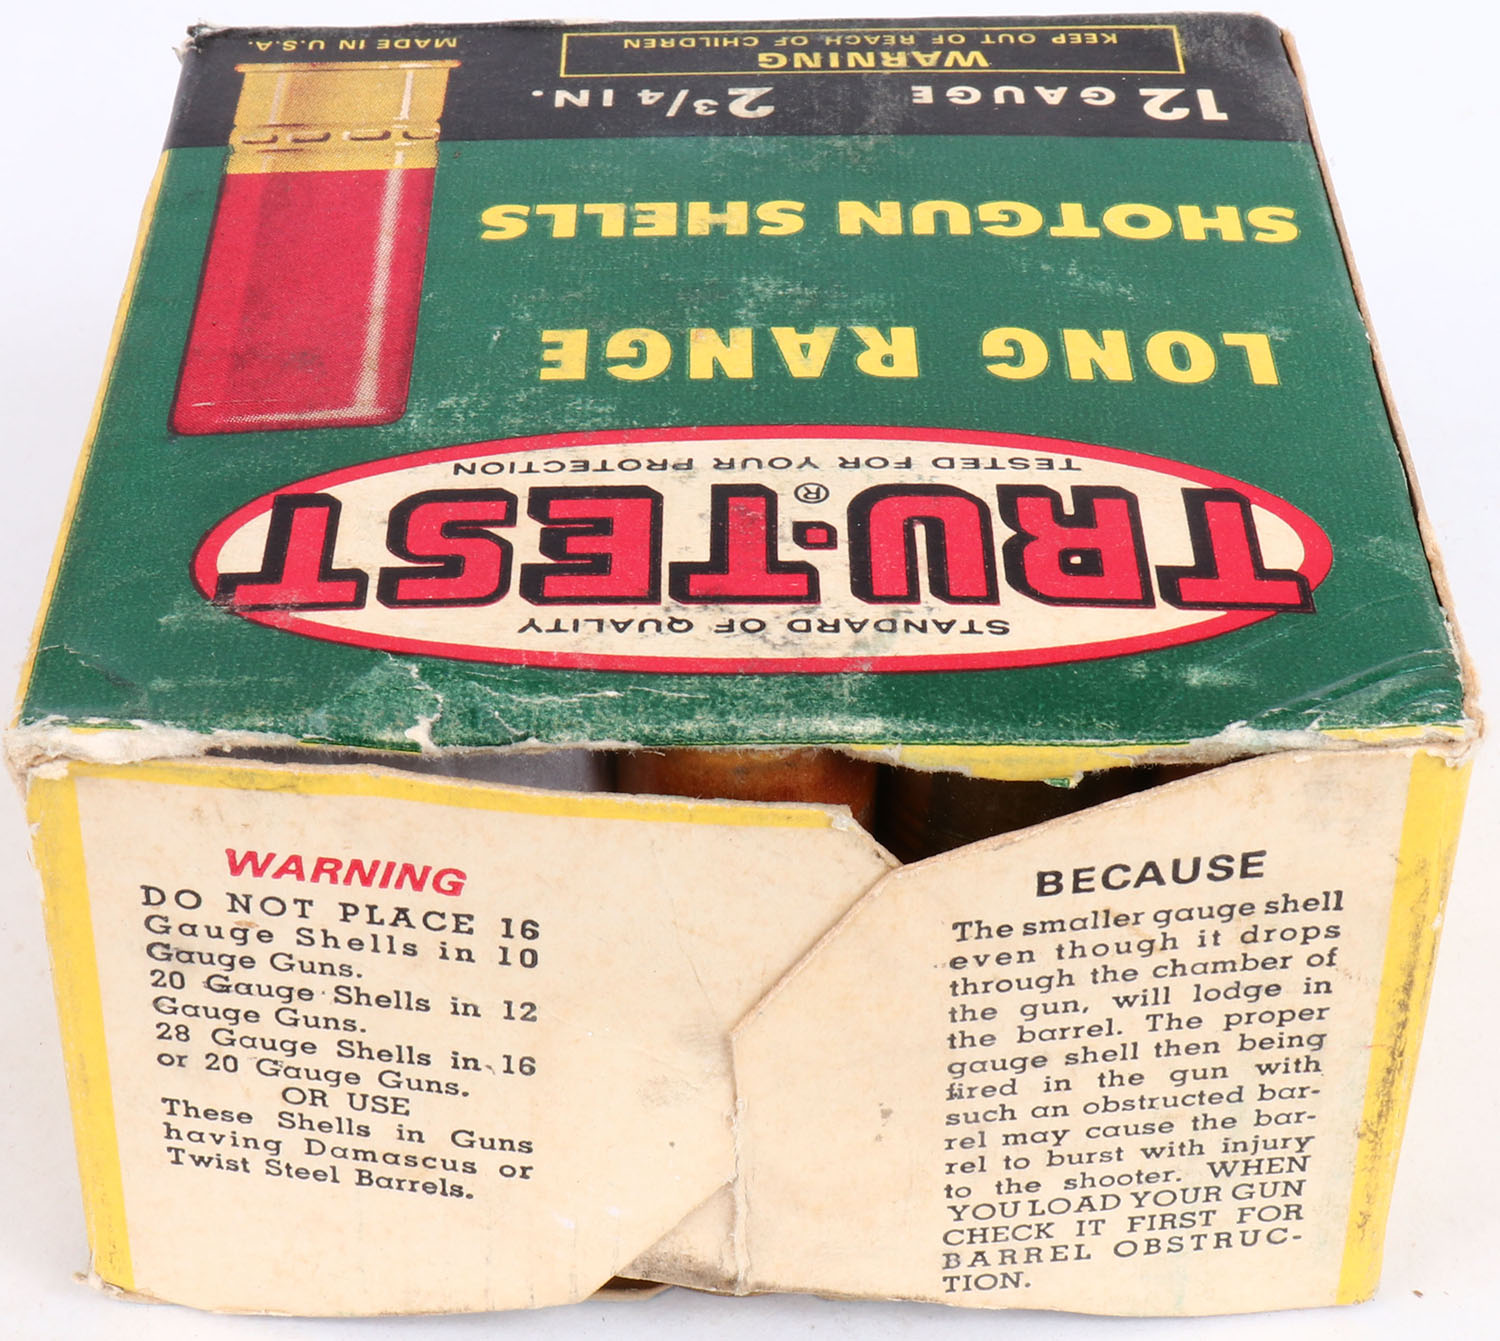 STANDARD OF QUALITY
TRU·TEST®
TESTED FOR YOUR PROTECTION
LONG RANGE
SHOTGUN SHELLS
12 GAUGE 2 3/4 IN.
WARNING
KEEP OUT OF REACH OF CHILDREN.
MADE IN U.S.A.
WARNING
DO NOT PLACE 16
Gauge Shells in 10
Gauge Guns.
20 Gauge Shells in 12
Gauge Guns.
28 Gauge Shells in 16
or 20 Gauge Guns.
OR USE
These Shells in Guns
having Damascus or
Twist Steel Barrels.
BECAUSE
The smaller gauge shell
even though it drops
through the chamber of
the gun, will lodge in
the barrel. The proper
gauge shell then being
fired in the gun with
such an obstructed bar-
rel may cause the bar-
rel to burst with injury
to the shooter. WHEN
YOU LOAD YOUR GUN
CHECK IT FIRST FOR
BARREL OBSTRUC-
TION.